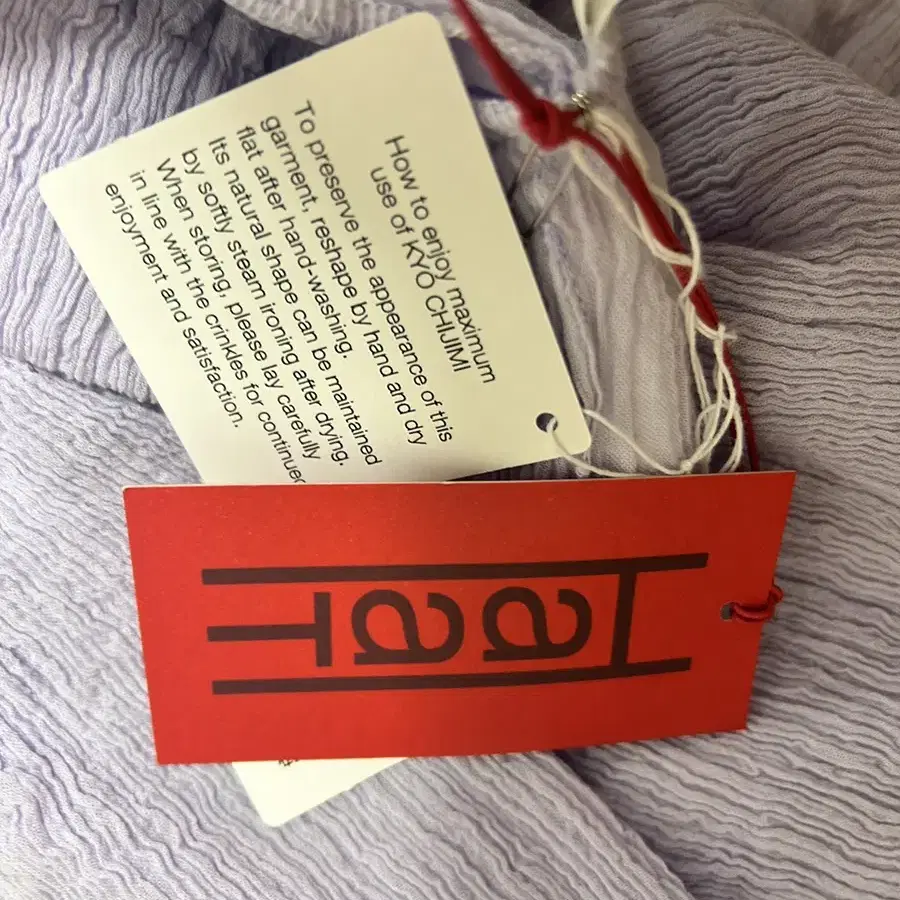 How to enjoy maximum
use of KYO CHIJIMI
To preserve the appearance of this
garment, reshape by hand and dry
flat after hand-washing.
Its natural shape can be maintained
by softly steam ironing after drying.
When storing, please lay carefully
in line with the crinkles for continued
enjoyment and satisfaction.
HaaT